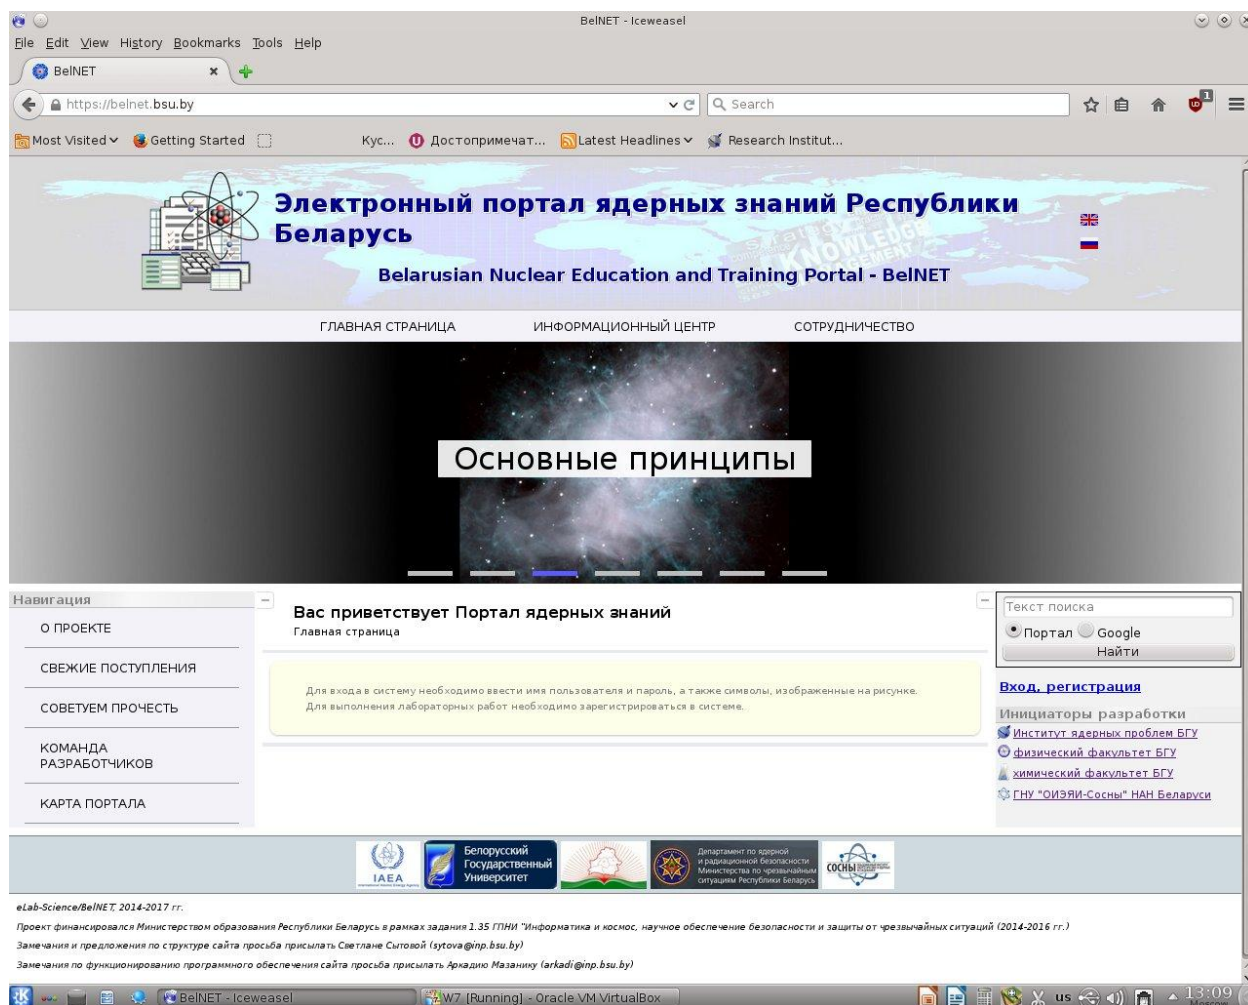 BelNET - Iceweasel
File Edit View History Bookmarks Tools Help
BelNET
https://belnet.bsu.by
Search
1
Most Visited Getting Started Кус... Достопримечат... Latest Headlines Research Institut...
Электронный портал ядерных знаний Республики
Беларусь
Belarusian Nuclear Education and Training Portal - BelNET
KNOWLEDGE
MANAGEMENT
ГЛАВНАЯ СТРАНИЦА ИНФОРМАЦИОННЫЙ ЦЕНТР СОТРУДНИЧЕСТВО
Основные принципы
Навигация
О ПРОЕКТЕ
СВЕЖИЕ ПОСТУПЛЕНИЯ
СОВЕТУЕМ ПРОЧЕСТЬ
КОМАНДА
РАЗРАБОТЧИКОВ
КАРТА ПОРТАЛА
Вас приветствует Портал ядерных знаний
Главная страница
Для входа в систему необходимо ввести имя пользователя и пароль, а также символы, изображенные на рисунке.
Для выполнения лабораторных работ необходимо зарегистрироваться в системе.
Текст поиска
Портал Google
Найти
Вход, регистрация
Инициаторы разработки
Институт ядерных проблем БГУ
физический факультет БГУ
химический факультет БГУ
ГНУ "ОИЭЯИ-Сосны" НАН Беларуси
IAEA
International Atomic Energy Agency
Белорусский
Государственный
Университет
Департамент по ядерной
и радиационной безопасности
Министерства по чрезвычайным
ситуациям Республики Беларусь
СОСНЫ
eLab-Science/BelNET, 2014-2017 гг.
Проект финансировался Министерством образования Республики Беларусь в рамках задания 1.35 ГПНИ "Информатика и космос, научное обеспечение безопасности и защиты от чрезвычайных ситуаций (2014-2016 гг.)
Замечания и предложения по структуре сайта просьба присылать Светлане Сытовой (sytova@inp.bsu.by)
Замечания по функционированию программного обеспечения сайта просьба присылать Аркадию Мазанику (arkadi@inp.bsu.by)
BelNET - Iceweasel W7 [Running] - Oracle VM VirtualBox us 13:09
Moscow